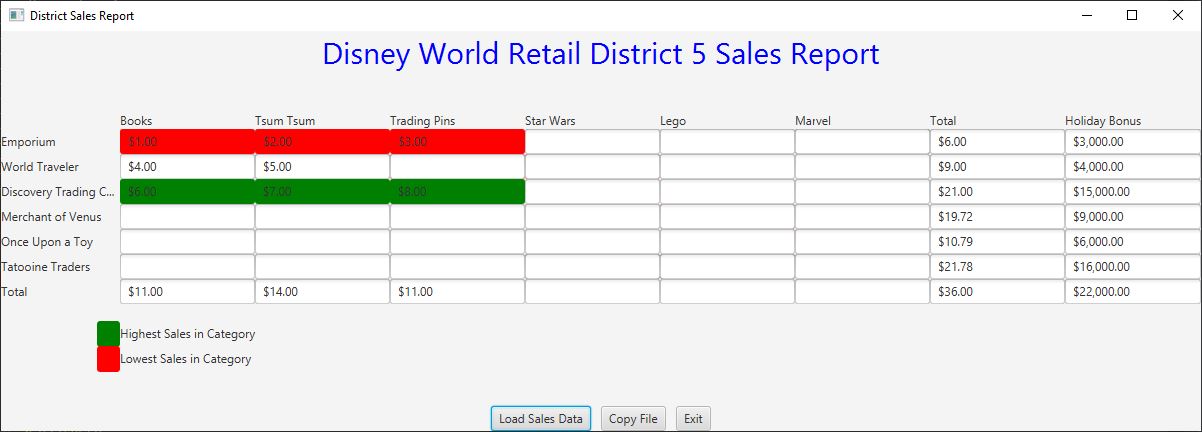 District Sales Report
Disney World Retail District 5 Sales Report
Books Tsum Tsum Trading Pins Star Wars Lego Marvel Total Holiday Bonus
Emporium $1.00 $2.00 $3.00 $6.00 $3,000.00
World Traveler $4.00 $5.00 $9.00 $4,000.00
Discovery Trading C... $6.00 $7.00 $8.00 $21.00 $15,000.00
Merchant of Venus $19.72 $9,000.00
Once Upon a Toy $10.79 $6,000.00
Tatooine Traders $21.78 $16,000.00
Total $11.00 $14.00 $11.00 $36.00 $22,000.00
Highest Sales in Category
Lowest Sales in Category
Load Sales Data Copy File Exit